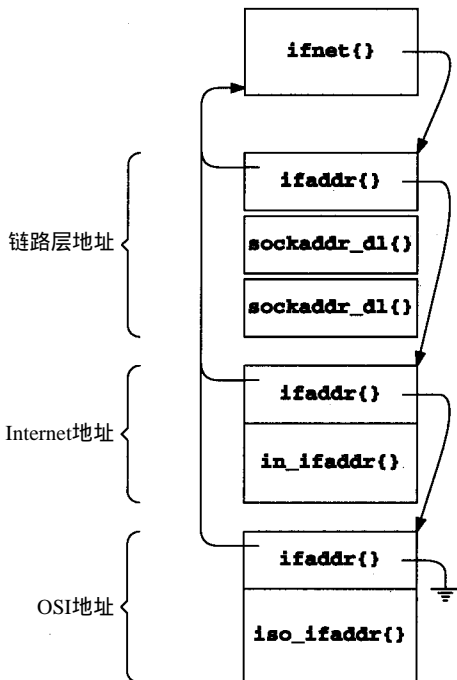 ifnet{}
链路层地址
ifaddr{}
sockaddr_dl{}
sockaddr_dl{}
Internet地址
ifaddr{}
in_ifaddr{}
OSI地址
ifaddr{}
iso_ifaddr{}